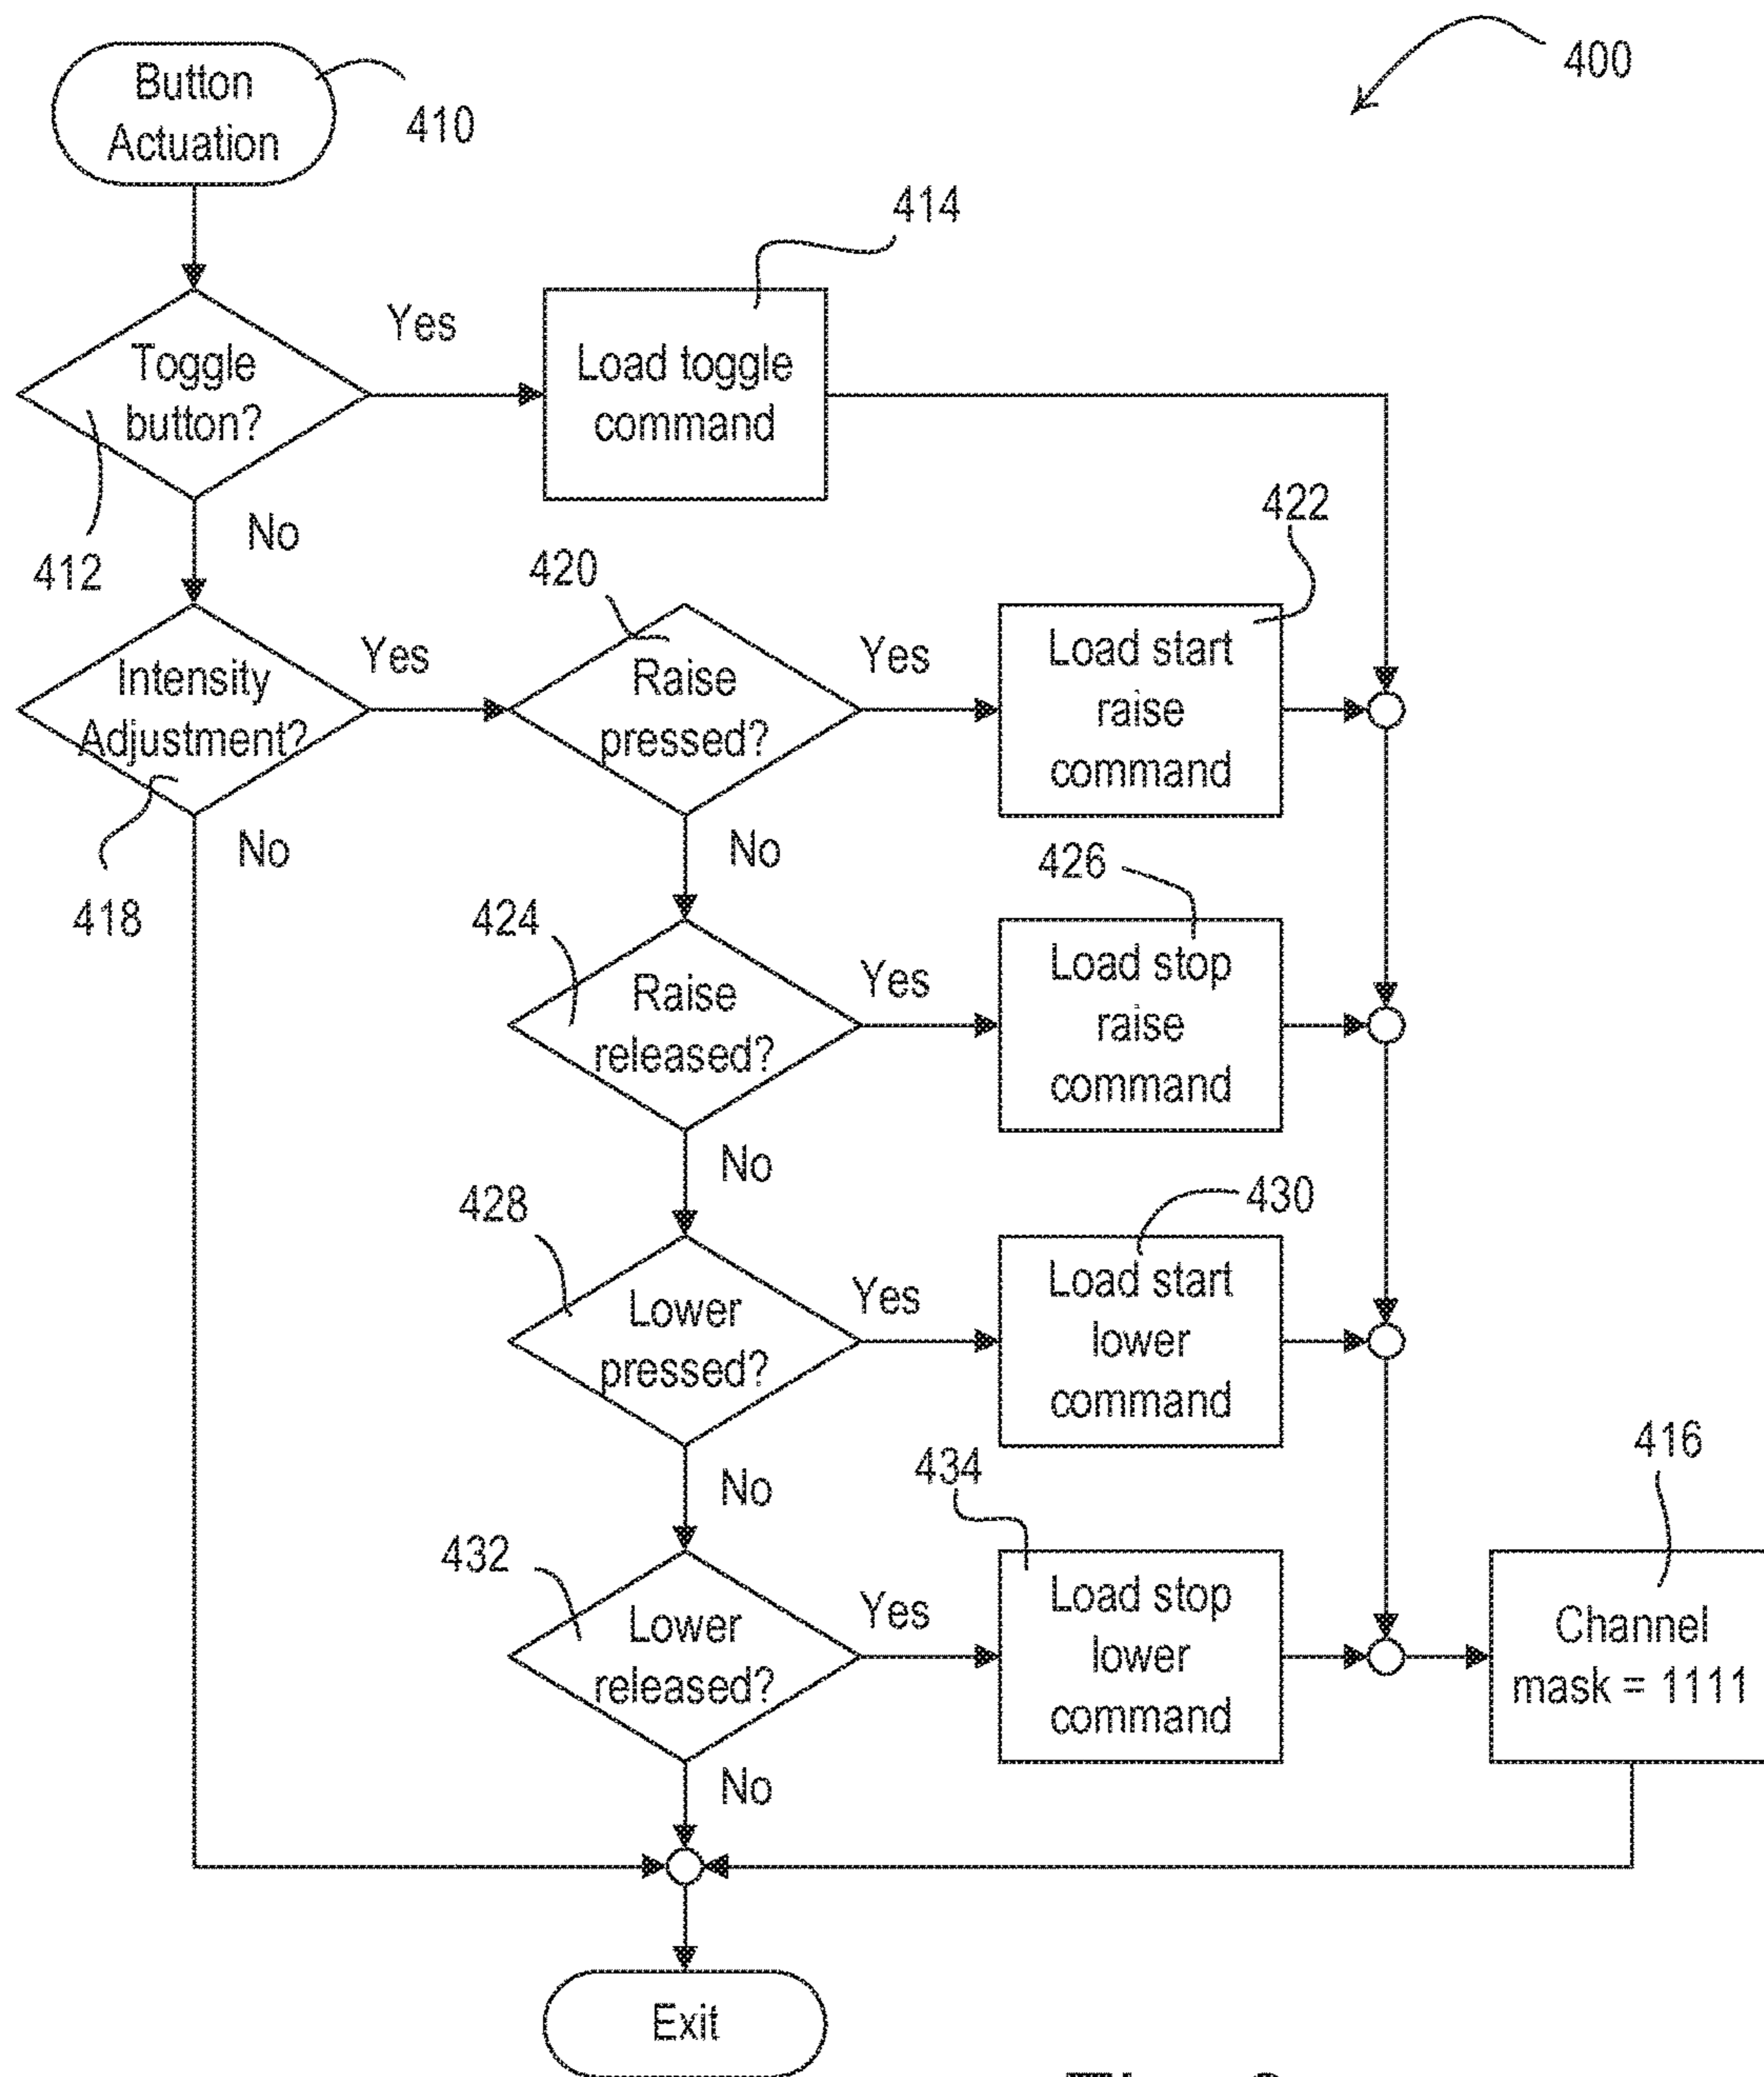 400
Button
Actuation
410
414
Toggle
button?
Yes
Load toggle
command
412
No
422
420
Intensity
Adjustment?
Yes
Raise
pressed?
Yes
Load start
raise
command
418
No
No
426
424
Raise
released?
Yes
Load stop
raise
command
No
428
430
Lower
pressed?
Yes
Load start
lower
command
No
434
416
432
Lower
released?
Yes
Load stop
lower
command
Channel
mask = 1111
No
Exit